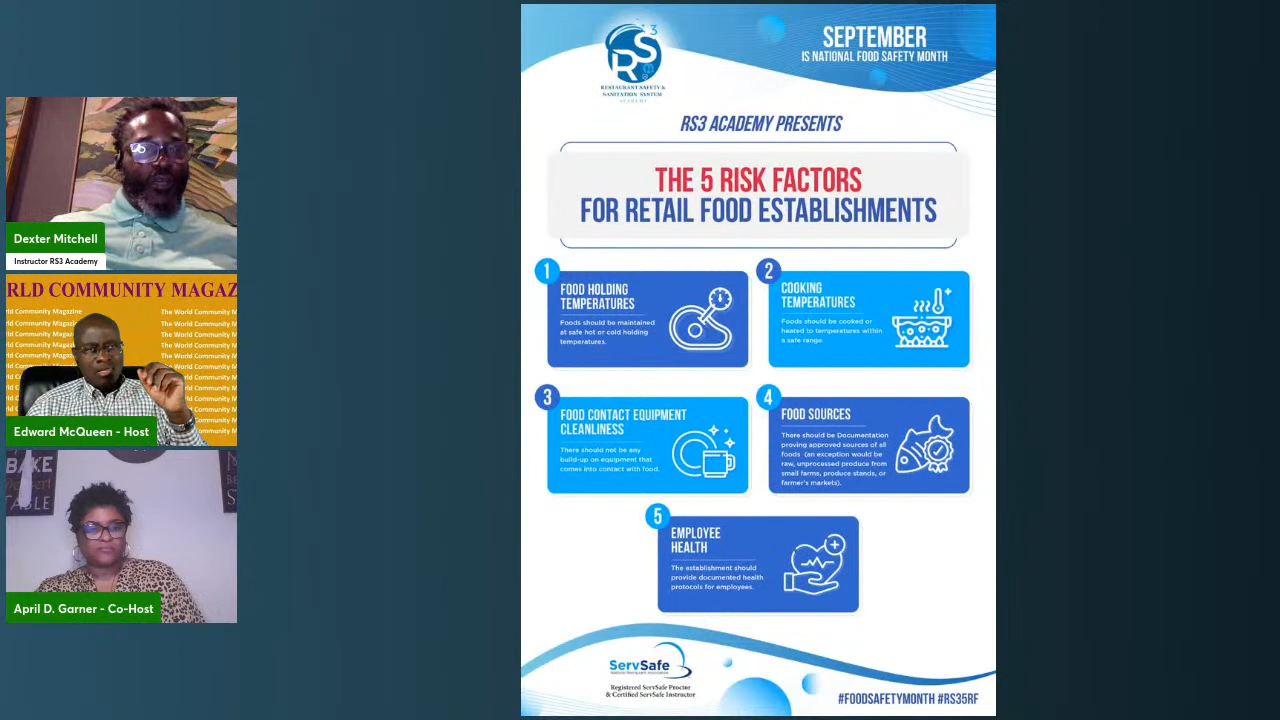 Dexter Mitchell
Instructor RS3 Academy
RLD COMMUNITY MAGAZ
Edward McQueen - Host
BAKE
April D. Garner - Co-Host
RS3
RESTAURANT SAFETY &
SANITATION SYSTEM
ACADEMY
SEPTEMBER
IS NATIONAL FOOD SAFETY MONTH
RS3 ACADEMY PRESENTS
THE 5 RISK FACTORS
FOR RETAIL FOOD ESTABLISHMENTS
1
FOOD HOLDING
TEMPERATURES
Foods should be maintained
at safe hot or cold holding
temperatures.
2
COOKING
TEMPERATURES
Foods should be cooked or
heated to temperatures within
a safe range
3
FOOD CONTACT EQUIPMENT
CLEANLINESS
There should not be any
build-up on equipment that
comes into contact with food.
4
FOOD SOURCES
There should be Documentation
proving approved sources of all
foods (an exception would be
raw, unprocessed produce from
small farms, produce stands, or
farmer's markets).
5
EMPLOYEE
HEALTH
The establishment should
provide documented health
protocols for employees.
ServSafe
National Restaurant Association
Registered ServSafe Proctor
& Certified ServSafe Instructor
#FOODSAFETYMONTH #RS35RF